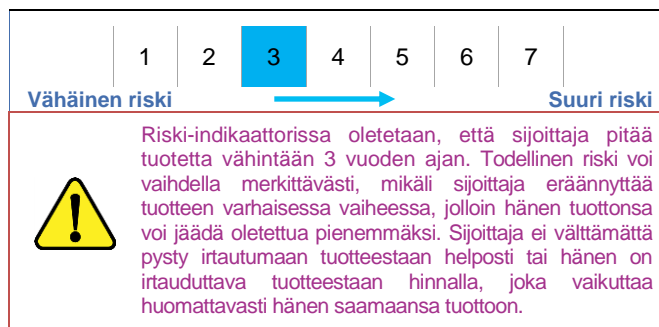 1 2 3 4 5 6 7
Vähäinen riski Suuri riski
Riski-indikaattorissa oletetaan, että sijoittaja pitää
tuotetta vähintään 3 vuoden ajan. Todellinen riski voi
vaihdella merkittävästi, mikäli sijoittaja eräännyttää
tuotteen varhaisessa vaiheessa, jolloin hänen tuottonsa
voi jäädä oletettua pienemmäksi. Sijoittaja ei välttämättä
pysty irtautumaan tuotteestaan helposti tai hänen on
irtauduttava tuotteestaan hinnalla, joka vaikuttaa
huomattavasti hänen saamaansa tuottoon.